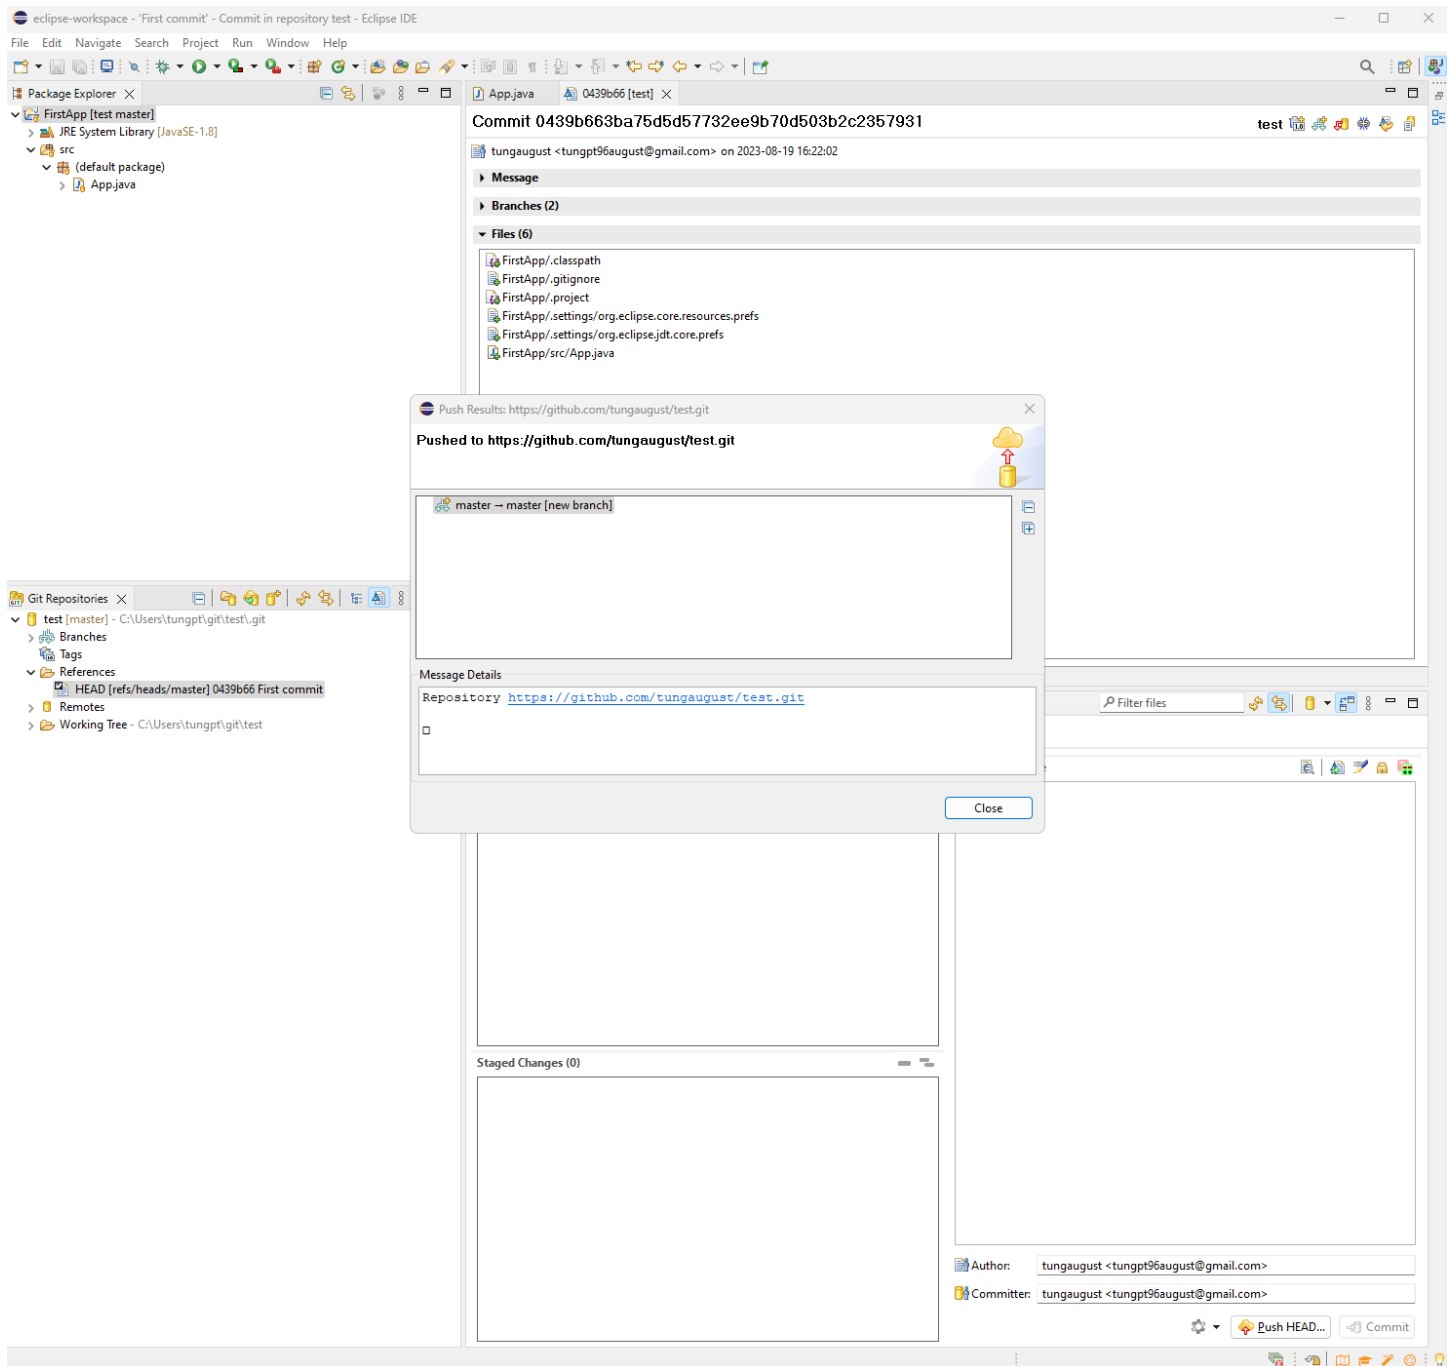 eclipse-workspace - 'First commit' - Commit in repository test - Eclipse IDE
File Edit Navigate Search Project Run Window Help
Package Explorer
FirstApp [test master]
JRE System Library [JavaSE-1.8]
src
(default package)
App.java
App.java
0439b66 [test]
Commit 0439b663ba75d5d57732ee9b70d503b2c2357931
test
tungaugust <tungpt96august@gmail.com> on 2023-08-19 16:22:02
Message
Branches (2)
Files (6)
FirstApp/.classpath
FirstApp/.gitignore
FirstApp/.project
FirstApp/.settings/org.eclipse.core.resources.prefs
FirstApp/.settings/org.eclipse.jdt.core.prefs
FirstApp/src/App.java
Push Results: https://github.com/tungaugust/test.git
Pushed to https://github.com/tungaugust/test.git
master → master [new branch]
Message Details
Repository https://github.com/tungaugust/test.git
Close
Git Repositories
test [master] - C:\Users\tungpt\git\test\.git
Branches
Tags
References
HEAD [refs/heads/master] 0439b66 First commit
Remotes
Working Tree - C:\Users\tungpt\git\test
Filter files
Staged Changes (0)
Author: tungaugust <tungpt96august@gmail.com>
Committer: tungaugust <tungpt96august@gmail.com>
Push HEAD... Commit